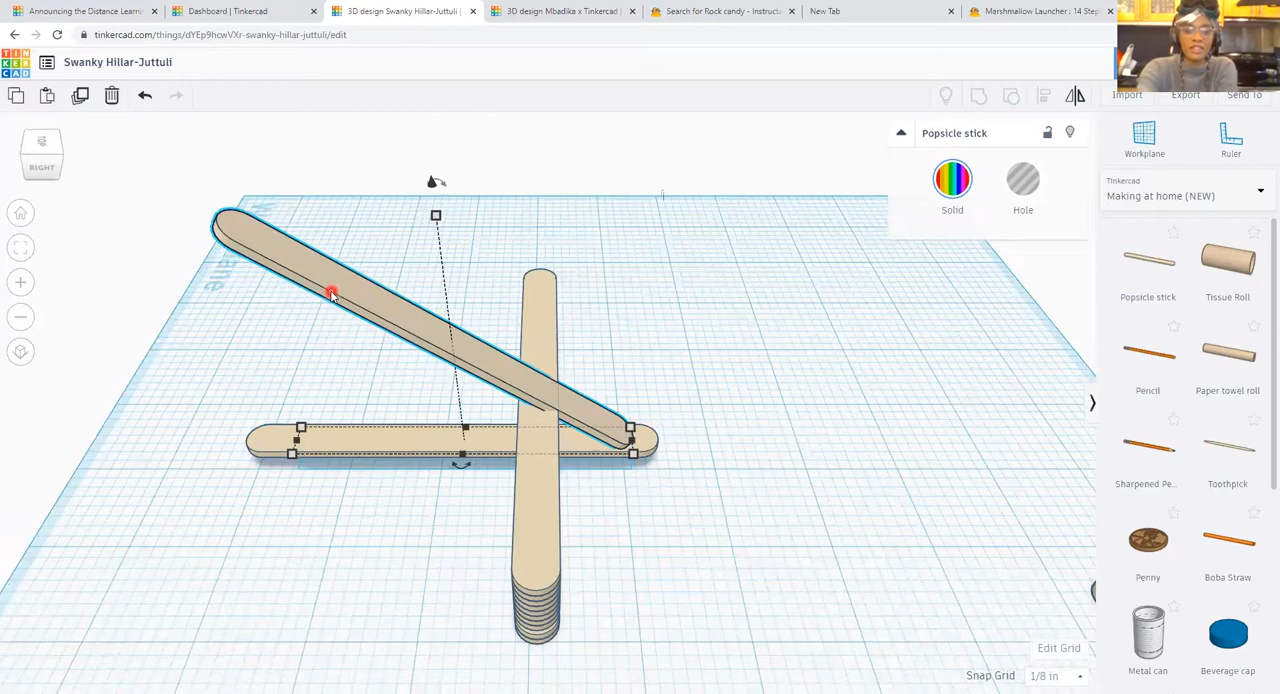 Announcing the Distance Learni
Dashboard | Tinkercad
3D design Swanky Hillar-Juttuli |
3D design Mbadika x Tinkercad |
Search for Rock candy - Instructa
New Tab
Marshmallow Launcher : 14 Step
tinkercad.com/things/dYEp9hcwVXr-swanky-hillar-juttuli/edit
TIN
KER
CAD
Swanky Hillar-Juttuli
Import
Export
Send To
RIGHT
Popsicle stick
Solid
Hole
Workplane
Ruler
Tinkercad
Making at home (NEW)
Popsicle stick
Tissue Roll
Pencil
Paper towel roll
Sharpened Pe...
Toothpick
Penny
Boba Straw
Metal can
Beverage cap
Edit Grid
Snap Grid
1/8 in